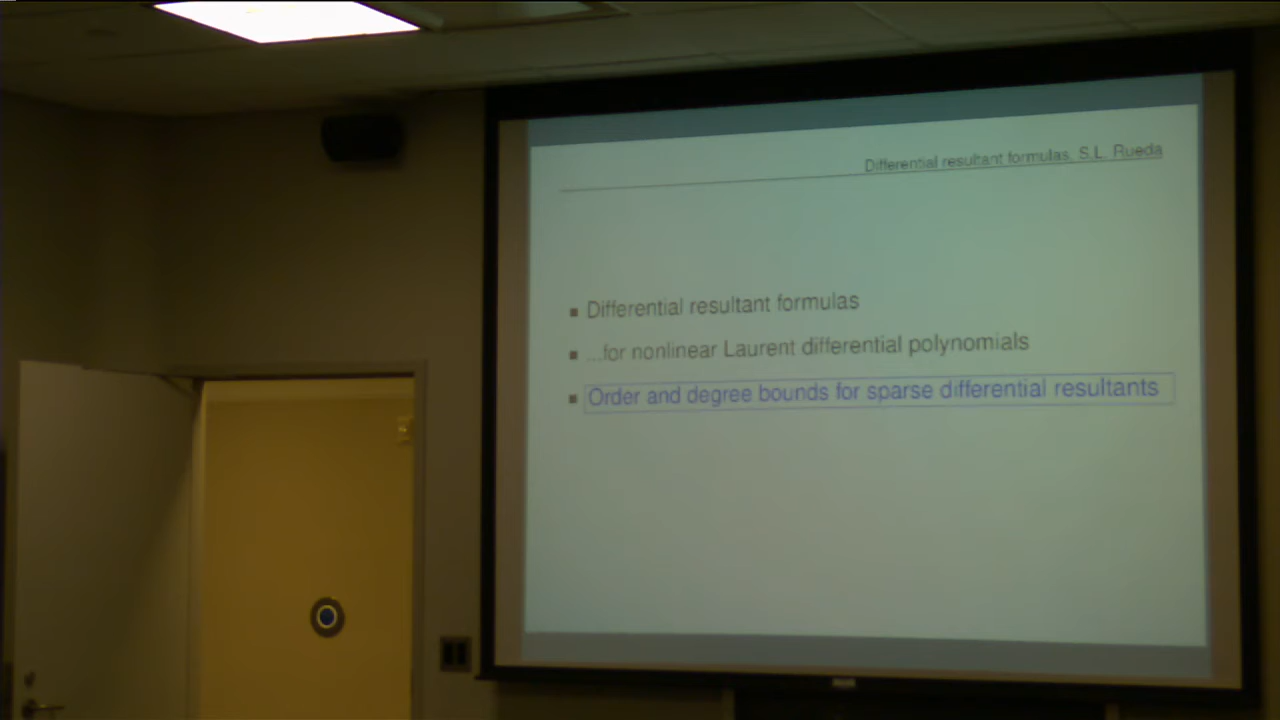 Differential resultant formulas, S.L. Rueda
Differential resultant formulas
...for nonlinear Laurent differential polynomials
Order and degree bounds for sparse differential resultants